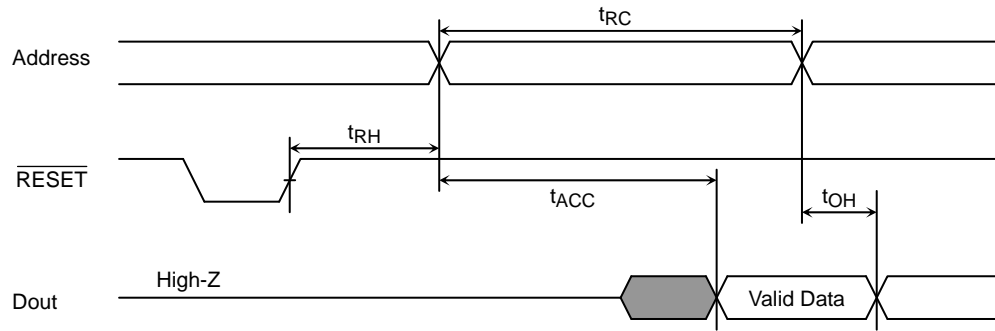 tRC
Address
tRH
RESET
tACC
tOH
High-Z
Dout
Valid Data